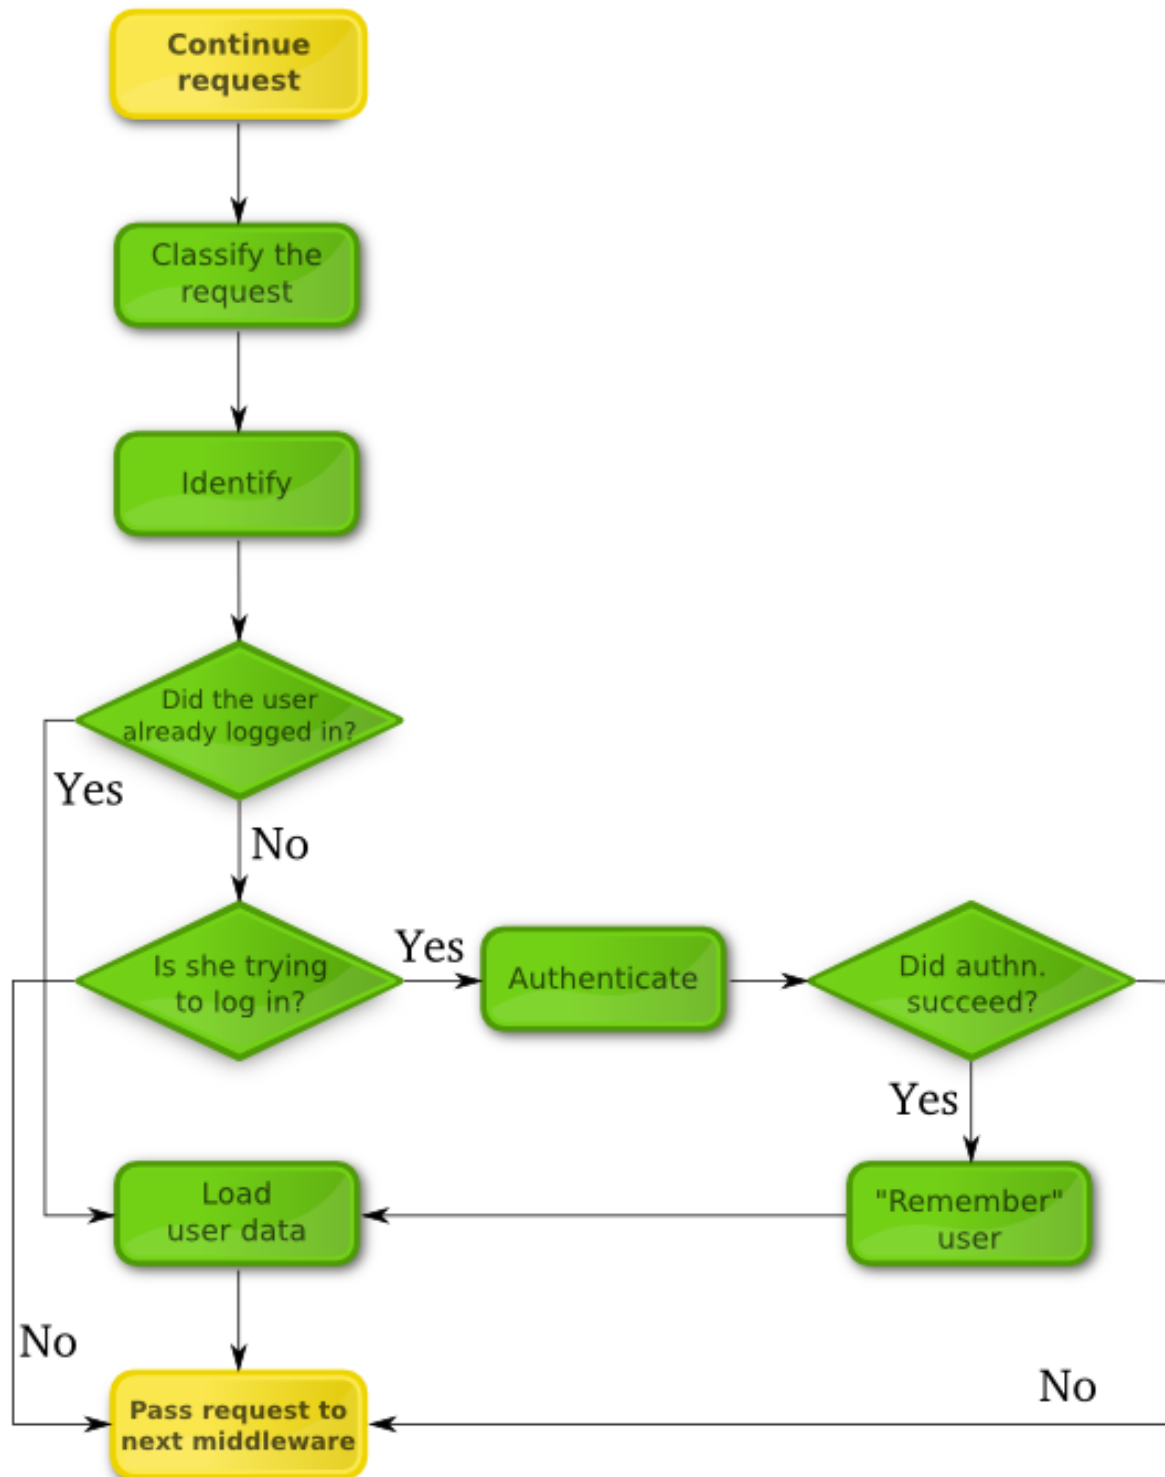 Continue
request
Classify the
request
Identify
Did the user
already logged in?
Yes
No
Is she trying
to log in?
Yes
Authenticate
Did authn.
succeed?
Yes
Load
user data
"Remember"
user
No
No
Pass request to
next middleware